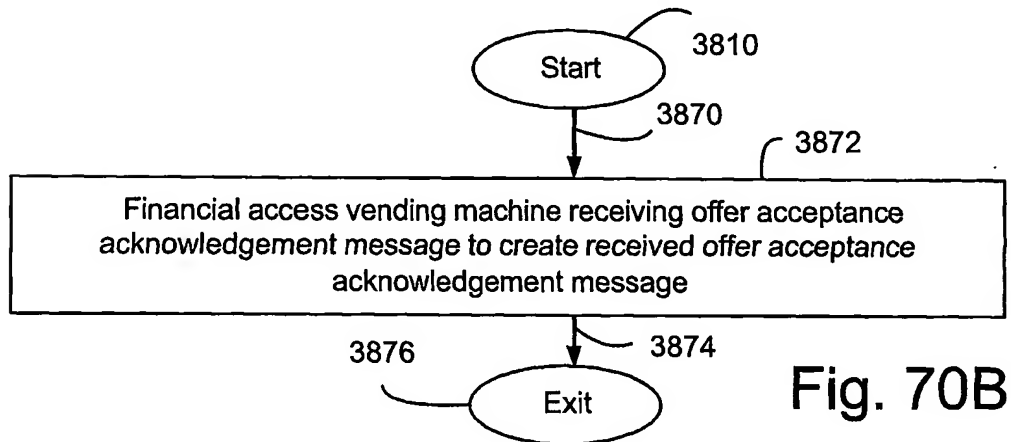 3810
Start
3870
3872
Financial access vending machine receiving offer acceptance
acknowledgement message to create received offer acceptance
acknowledgement message
3876
3874
Exit
Fig. 70B